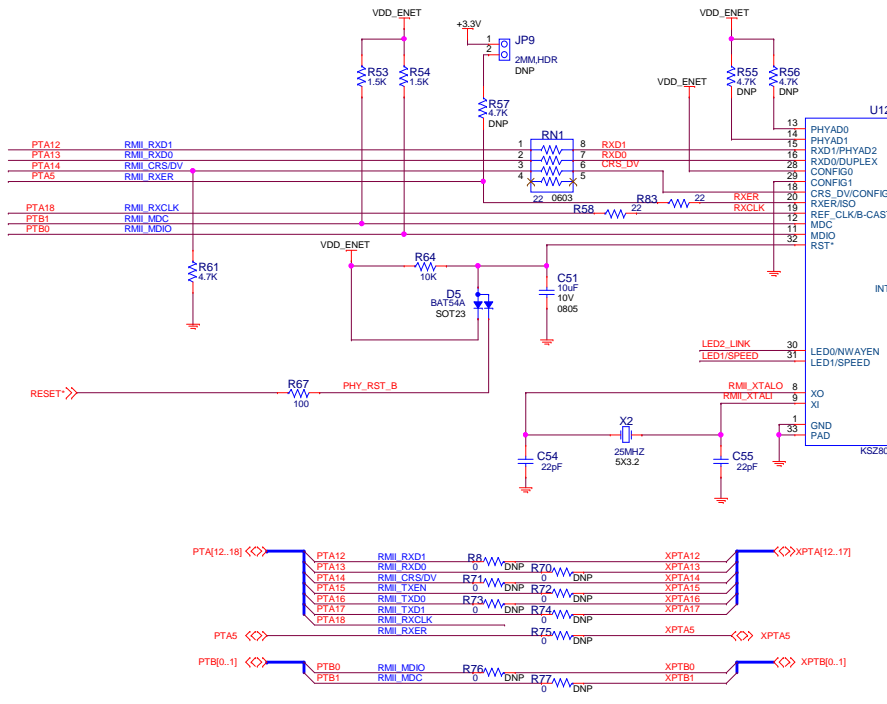 VDD_ENET
+3.3V
VDD_ENET
1
2
JP9
2MM,HDR
DNP
R53
1.5K
R54
1.5K
R57
4.7K
DNP
VDD_ENET
R55
4.7K
DNP
R56
4.7K
DNP
U12
RN1
PTA12 RMII_RXD1 1 8 RXD1 15 RXD1/PHYAD2
PTA13 RMII_RXD0 2 7 RXD0 16 RXD0/DUPLEX
PTA14 RMII_CRS/DV 3 6 CRS_DV
PTA5 RMII_RXER 4 5
22 0603
13 PHYAD0
14 PHYAD1
28 CONFIG0
29 CONFIG1
18 CRS_DV/CONFIG
R83 22 RXER 20 RXER/ISO
PTA18 RMII_RXCLK R58 22 RXCLK 19 REF_CLK/B-CAST
PTB1 RMII_MDC 12 MDC
PTB0 RMII_MDIO 11 MDIO
32 RST*
VDD_ENET
R64
10K
R61
4.7K
C51
10uF
10V
0805
D5
BAT54A
SOT23
INT
LED2_LINK 30 LED0/NWAYEN
LED1/SPEED 31 LED1/SPEED
RESET*
R67
100
PHY_RST_B
RMII_XTALO 8 XO
RMII_XTALI 9 XI
1 GND
33 PAD
KSZ80
X2
25MHZ
5X3.2
C54
22pF
C55
22pF
PTA[12..18]
XPTA[12..17]
PTA12 RMII_RXD1 R8 0 DNP XPTA12
PTA13 RMII_RXD0 R70 0 DNP XPTA13
PTA14 RMII_CRS/DV R71 0 DNP XPTA14
PTA15 RMII_TXEN R72 0 DNP XPTA15
PTA16 RMII_TXD0 R73 0 DNP XPTA16
PTA17 RMII_TXD1 R74 0 DNP XPTA17
PTA18 RMII_RXCLK
PTA5 RMII_RXER R75 0 DNP XPTA5 XPTA5
PTB[0..1]
XPTB[0..1]
PTB0 RMII_MDIO R76 0 DNP XPTB0
PTB1 RMII_MDC R77 0 DNP XPTB1